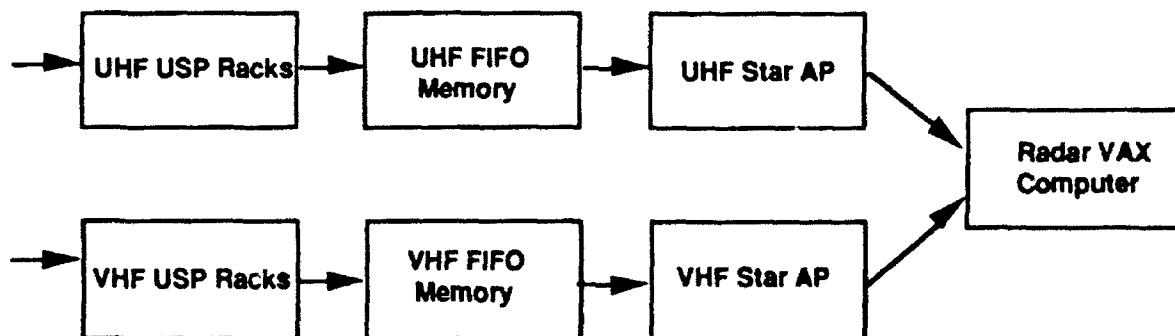 UHF USP Racks
UHF FIFO
Memory
UHF Star AP
Radar VAX
Computer
VHF USP Racks
VHF FIFO
Memory
VHF Star AP